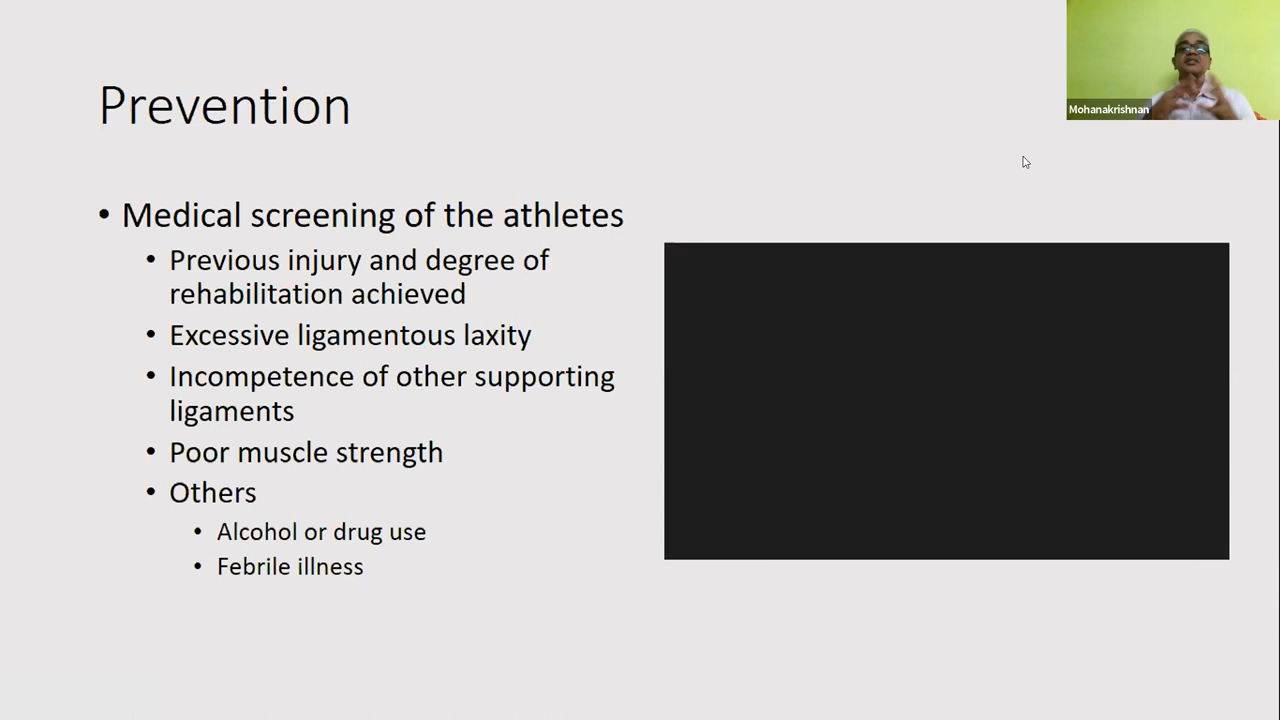 Mohanakrishnan
Prevention
• Medical screening of the athletes
• Previous injury and degree of
rehabilitation achieved
• Excessive ligamentous laxity
• Incompetence of other supporting
ligaments
• Poor muscle strength
• Others
• Alcohol or drug use
• Febrile illness